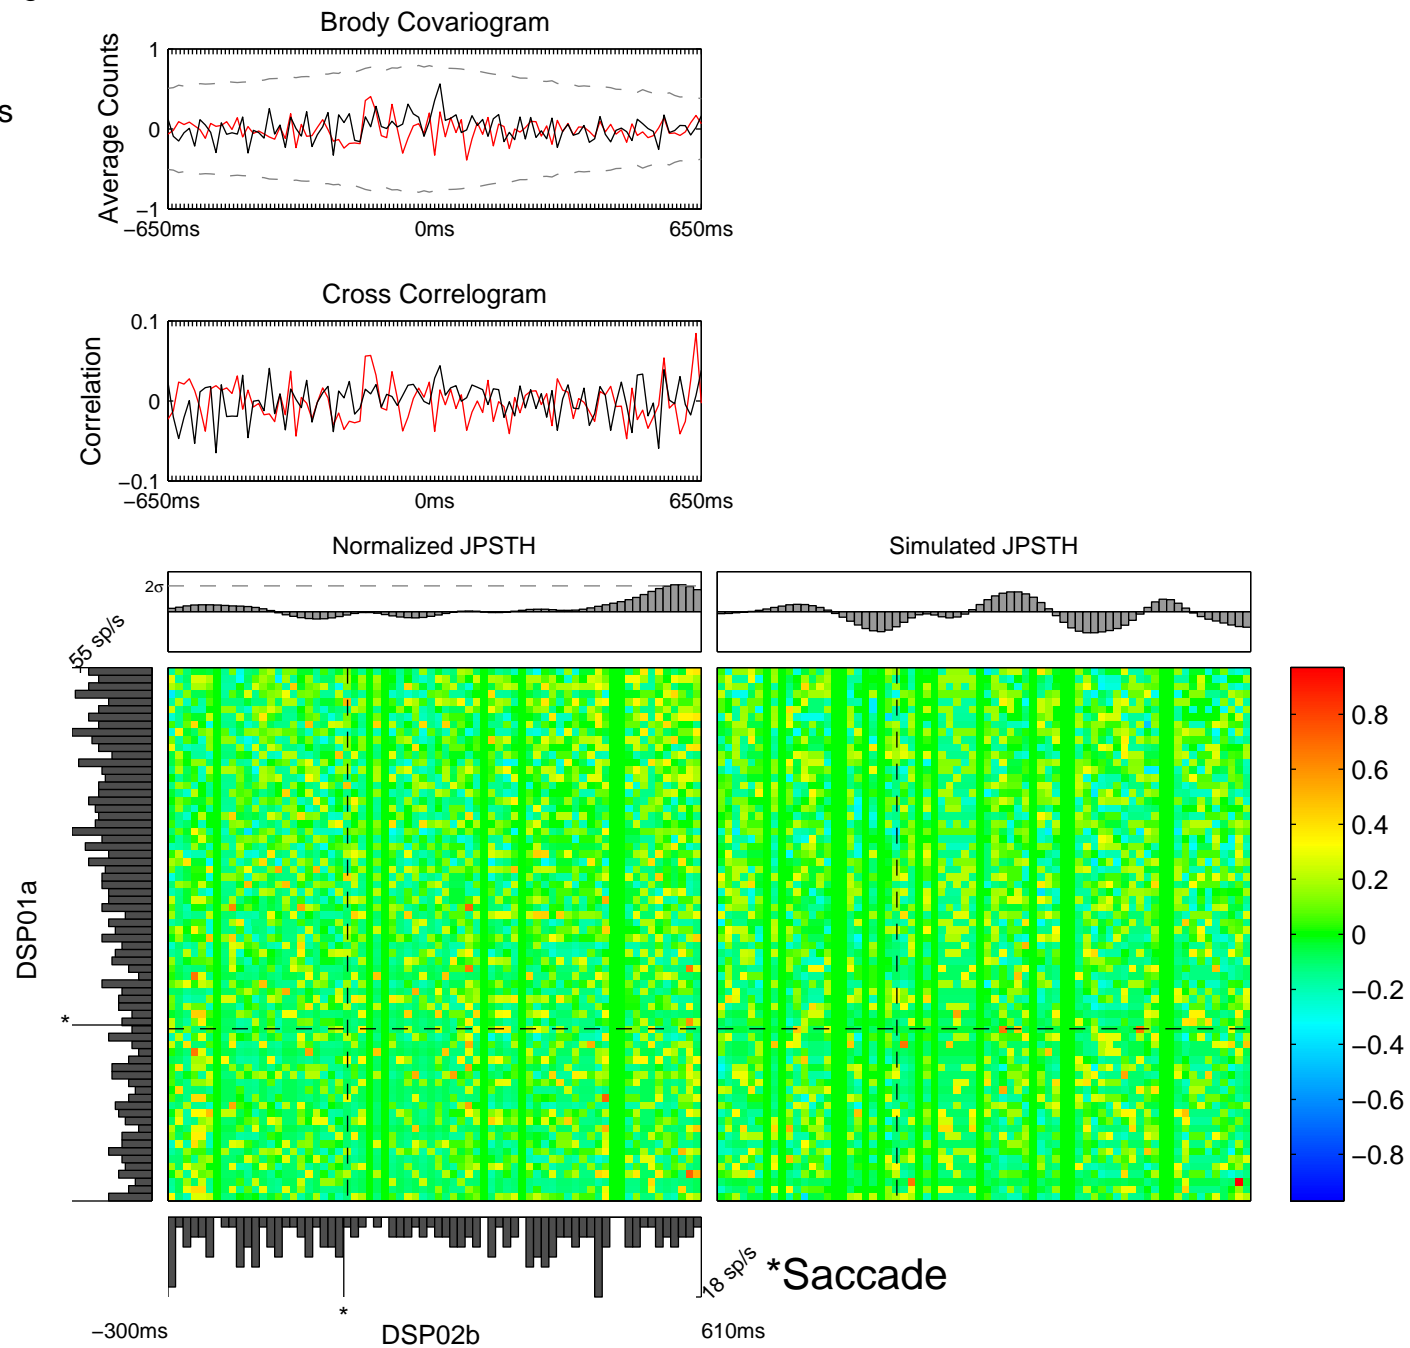 g
s
Brody Covariogram
Average Counts
1
0
−1
−650ms
0ms
650ms
Cross Correlogram
Correlation
0.1
0
−0.1
−650ms
0ms
650ms
Normalized JPSTH
Simulated JPSTH
2σ
55 sp/s
DSP01a
*
0.8
0.6
0.4
0.2
0
−0.2
−0.4
−0.6
−0.8
18 sp/s
*Saccade
*
−300ms
DSP02b
610ms